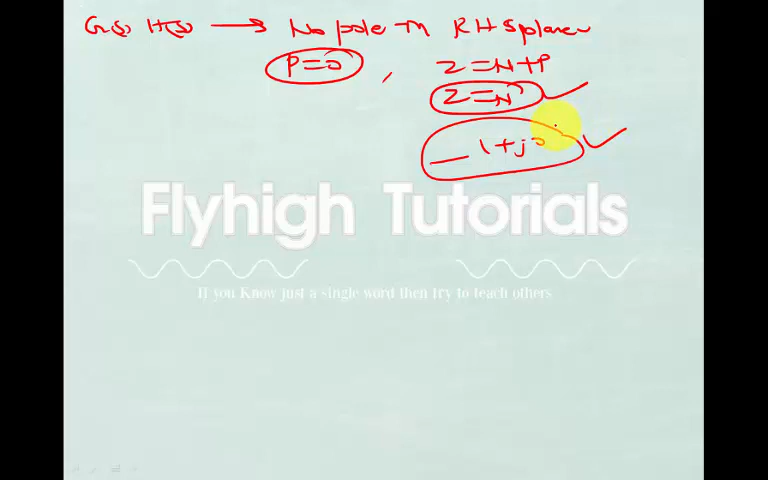 G(s) H(s) → No pole in RH S plane
P=0 , Z=N+P
Z=N
-1+j0
Flyhigh Tutorials
If you Know just a single word then try to teach others